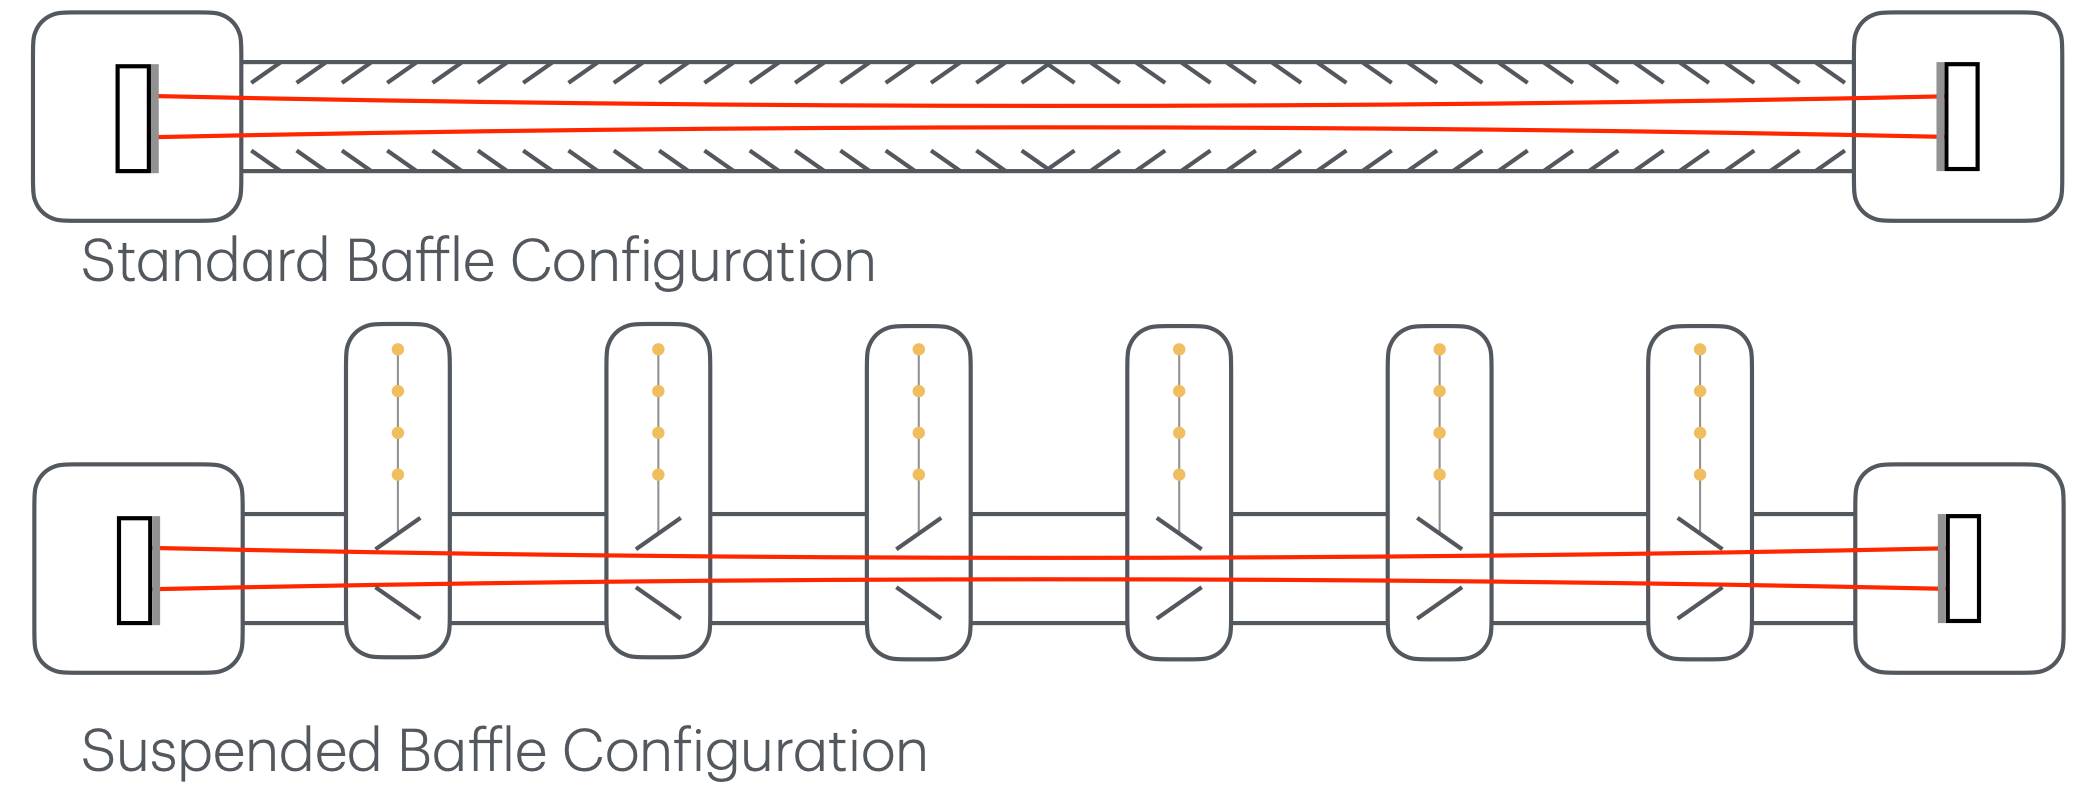 Standard Baffle Configuration
Suspended Baffle Configuration